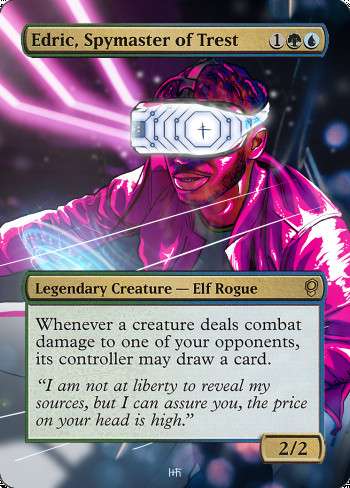 Edric, Spymaster of Trest 1
Legendary Creature — Elf Rogue
Whenever a creature deals combat
damage to one of your opponents,
its controller may draw a card.
“I am not at liberty to reveal my
sources, but I can assure you, the price
on your head is high.”
2/2